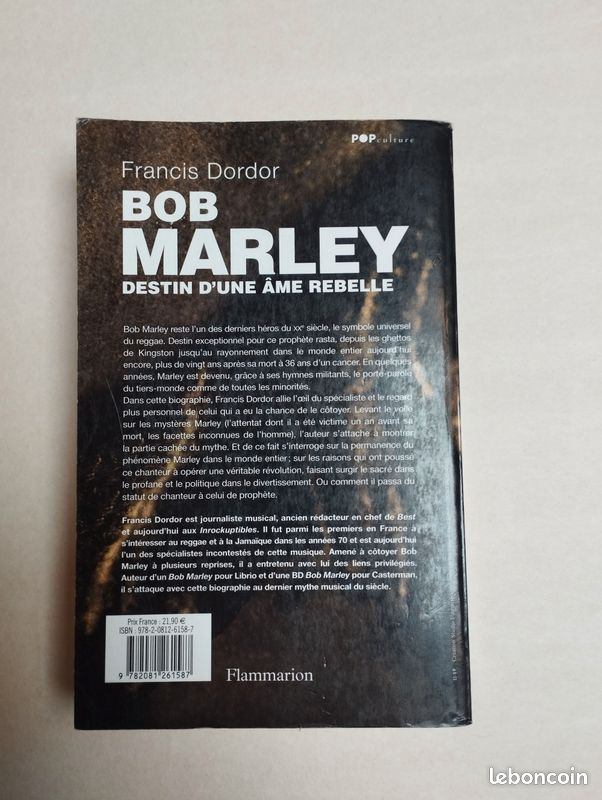 POPculture
Francis Dordor
BOB
MARLEY
DESTIN D'UNE ÂME REBELLE
Bob Marley reste l'un des derniers héros du XXe siècle, le symbole universel
du reggae. Destin exceptionnel pour ce prophète rasta, depuis les ghettos
de Kingston jusqu'au rayonnement dans le monde entier aujourd'hui
encore, plus de vingt ans après sa mort à 36 ans d'un cancer. En quelques
années, Marley est devenu, grâce à ses hymnes militants, le porte-parole
du tiers-monde comme de toutes les minorités.
Dans cette biographie, Francis Dordor allie l'œil du spécialiste et le regard
plus personnel de celui qui a eu la chance de le côtoyer. Levant le voile
sur les mystères Marley (l'attentat dont il a été victime un an avant sa
mort, les facettes inconnues de l'homme), l'auteur s'attache à montrer
la partie cachée du mythe. Et de ce fait s'interroge sur la permanence du
phénomène Marley dans le monde entier ; sur les raisons qui ont poussé
ce chanteur à opérer une véritable révolution, faisant surgir le sacré dans
le profane et le politique dans le divertissement. Ou comment il passa du
statut de chanteur à celui de prophète.
Francis Dordor est journaliste musical, ancien rédacteur en chef de Best
et aujourd'hui aux Inrockuptibles. Il fut parmi les premiers en France à
s'intéresser au reggae et à la Jamaïque dans les années 70 et est aujourd'hui
l'un des spécialistes incontestés de cette musique. Amené à côtoyer Bob
Marley à plusieurs reprises, il a entretenu avec lui des liens privilégiés.
Auteur d'un Bob Marley pour Librio et d'une BD Bob Marley pour Casterman,
il s'attaque avec cette biographie au dernier mythe musical du siècle.
Prix France : 21,90 €
ISBN : 978-2-0812-6158-7
9 782081 261587
Flammarion
Création Studio
leboncoin